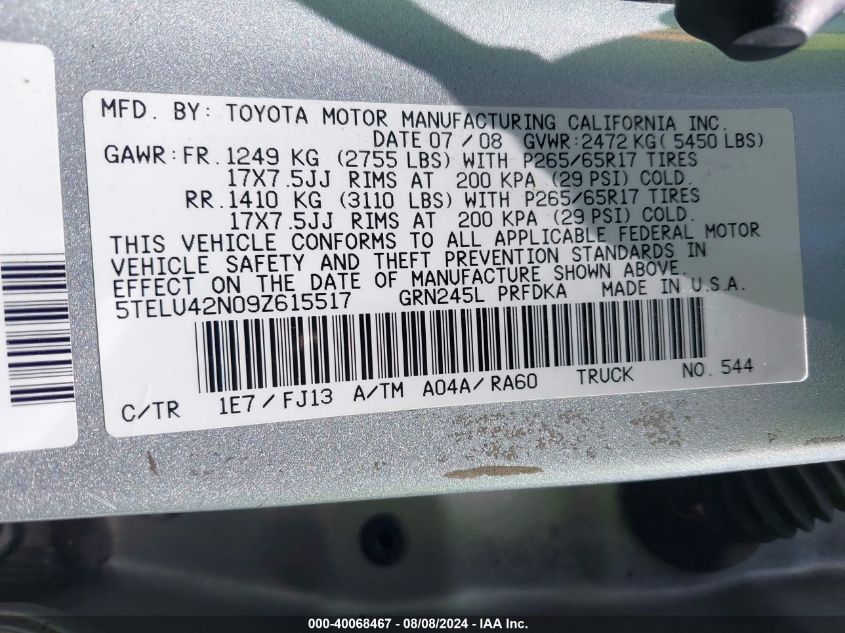 MFD. BY: TOYOTA MOTOR MANUFACTURING CALIFORNIA INC.
DATE 07/08 GVWR:2472KG(5450 LBS)
GAWR:FR.1249 KG (2755 LBS) WITH P265/65R17 TIRES
17X7.5JJ RIMS AT 200 KPA (29 PSI) COLD.
RR.1410 KG (3110 LBS) WITH P265/65R17 TIRES
17X7.5JJ RIMS AT 200 KPA (29 PSI) COLD.
THIS VEHICLE CONFORMS TO ALL APPLICABLE FEDERAL MOTOR
VEHICLE SAFETY AND THEFT PREVENTION STANDARDS IN
EFFECT ON THE DATE OF MANUFACTURE SHOWN ABOVE.
5TELU42N09Z615517 GRN245L PRFDKA MADE IN U.S.A.
C/TR 1E7/FJ13 A/TM A04A/RA60 TRUCK NO. 544
000-40068467 - 08/08/2024 - IAA Inc.